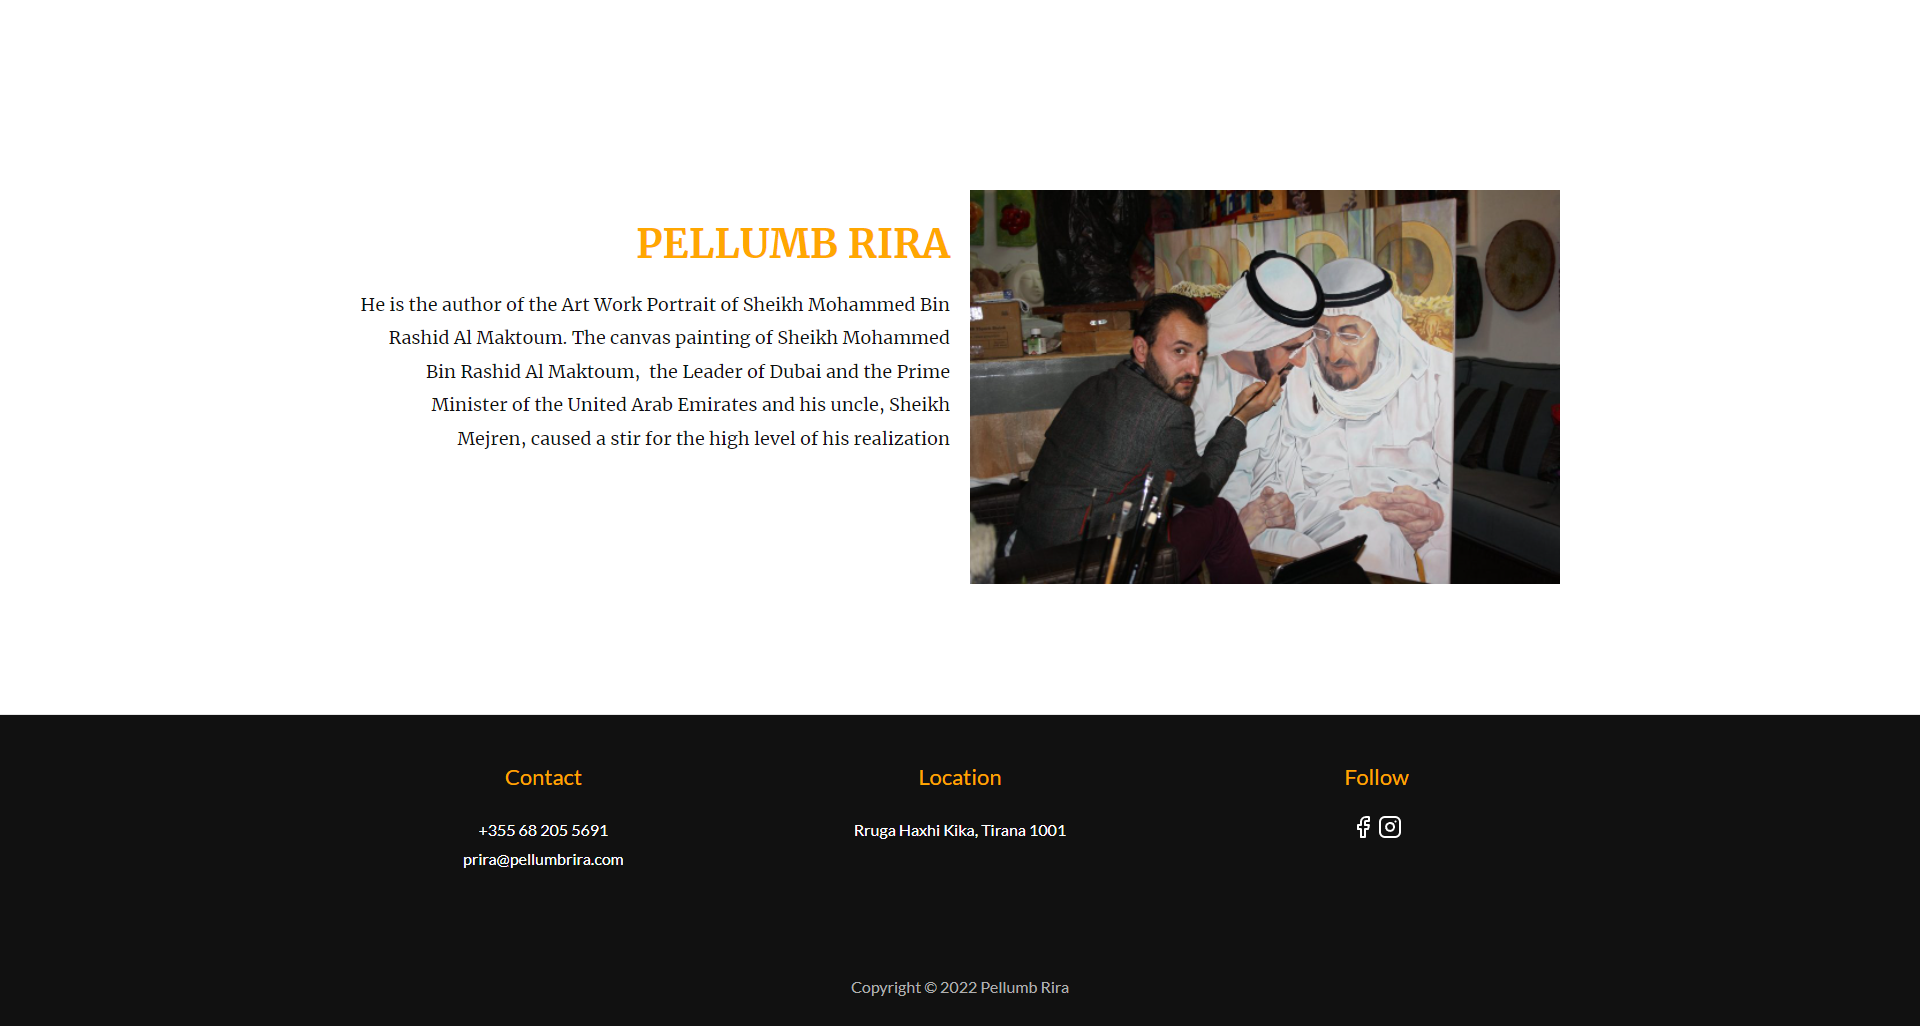 PELLUMB RIRA
He is the author of the Art Work Portrait of Sheikh Mohammed Bin
Rashid Al Maktoum. The canvas painting of Sheikh Mohammed
Bin Rashid Al Maktoum,  the Leader of Dubai and the Prime
Minister of the United Arab Emirates and his uncle, Sheikh
Mejren, caused a stir for the high level of his realization
Contact
+355 68 205 5691
prira@pellumbrira.com
Location
Rruga Haxhi Kika, Tirana 1001
Follow
Copyright © 2022 Pellumb Rira